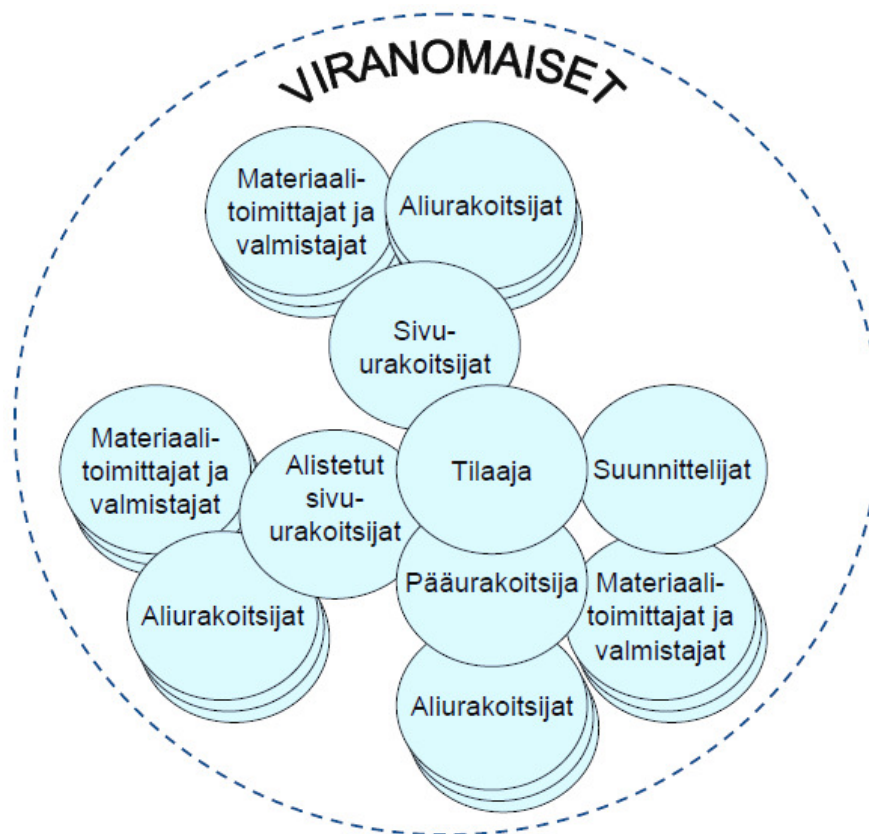 VIRANOMAISET
Materiaali-
toimittajat ja
valmistajat
Aliurakoitsijat
Sivu-
urakoitsijat
Materiaali-
toimittajat ja
valmistajat
Alistetut
sivu-
urakoitsijat
Tilaaja
Suunnittelijat
Aliurakoitsijat
Pääurakoitsija
Materiaali-
toimittajat ja
valmistajat
Aliurakoitsijat